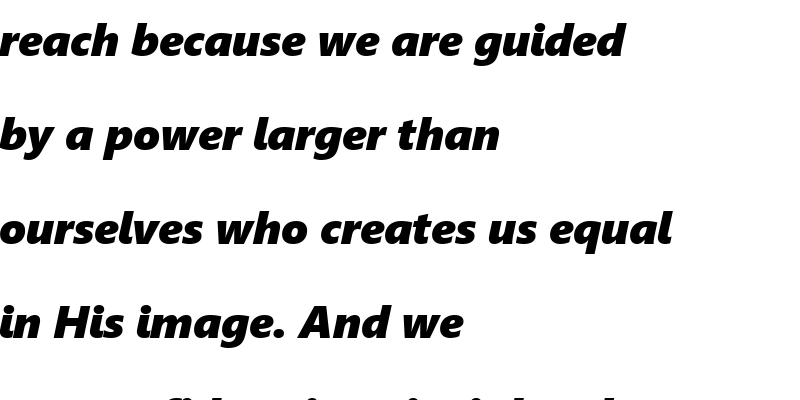 reach because we are guided
by a power larger than
ourselves who creates us equal
in His image. And we